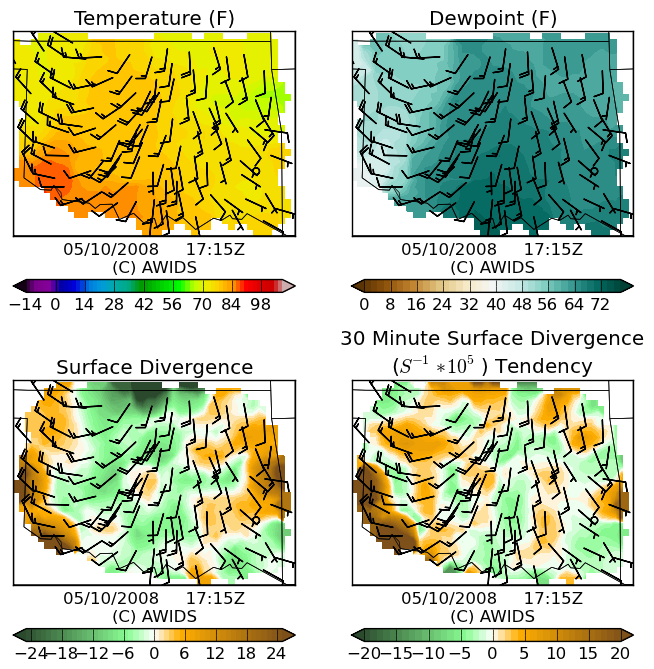 Temperature (F)
Dewpoint (F)
05/10/2008 17:15Z
(C) AWIDS
05/10/2008 17:15Z
(C) AWIDS
−14 0 14 28 42 56 70 84 98
0 8 16 24 32 40 48 56 64 72
Surface Divergence
30 Minute Surface Divergence
(S^{−1} *10^5 ) Tendency
05/10/2008 17:15Z
(C) AWIDS
05/10/2008 17:15Z
(C) AWIDS
−24 −18 −12 −6 0 6 12 18 24
−20 −15 −10 −5 0 5 10 15 20